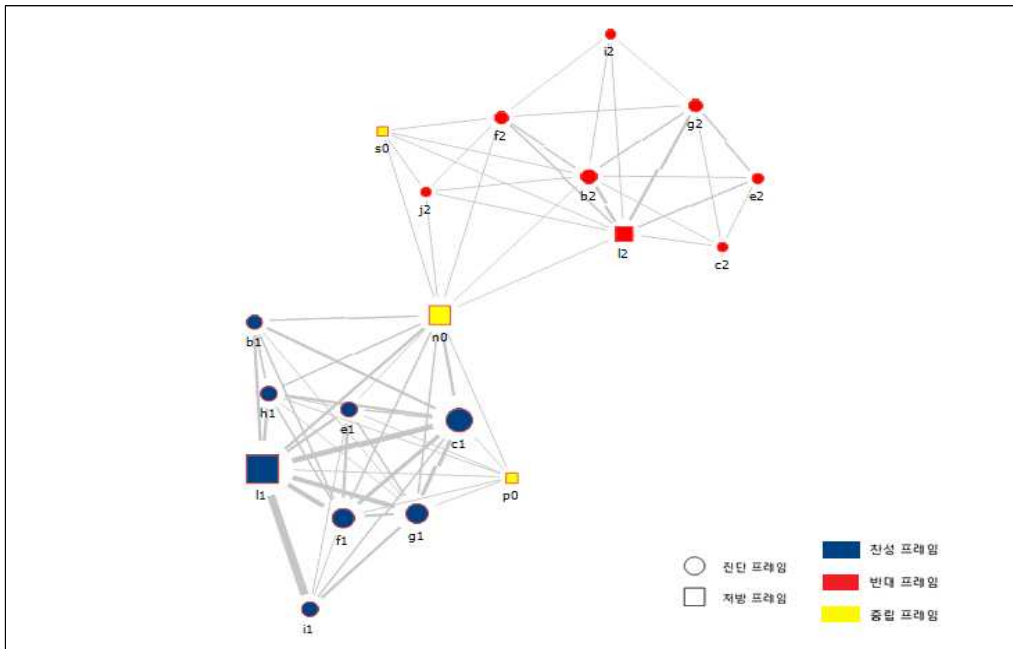 i2
g2
f2
s0
b2
e2
j2
l2
c2
n0
b1
h1
e1
c1
l1
p0
f1
g1
i1
진단 프레임
처방 프레임
찬성 프레임
반대 프레임
중립 프레임